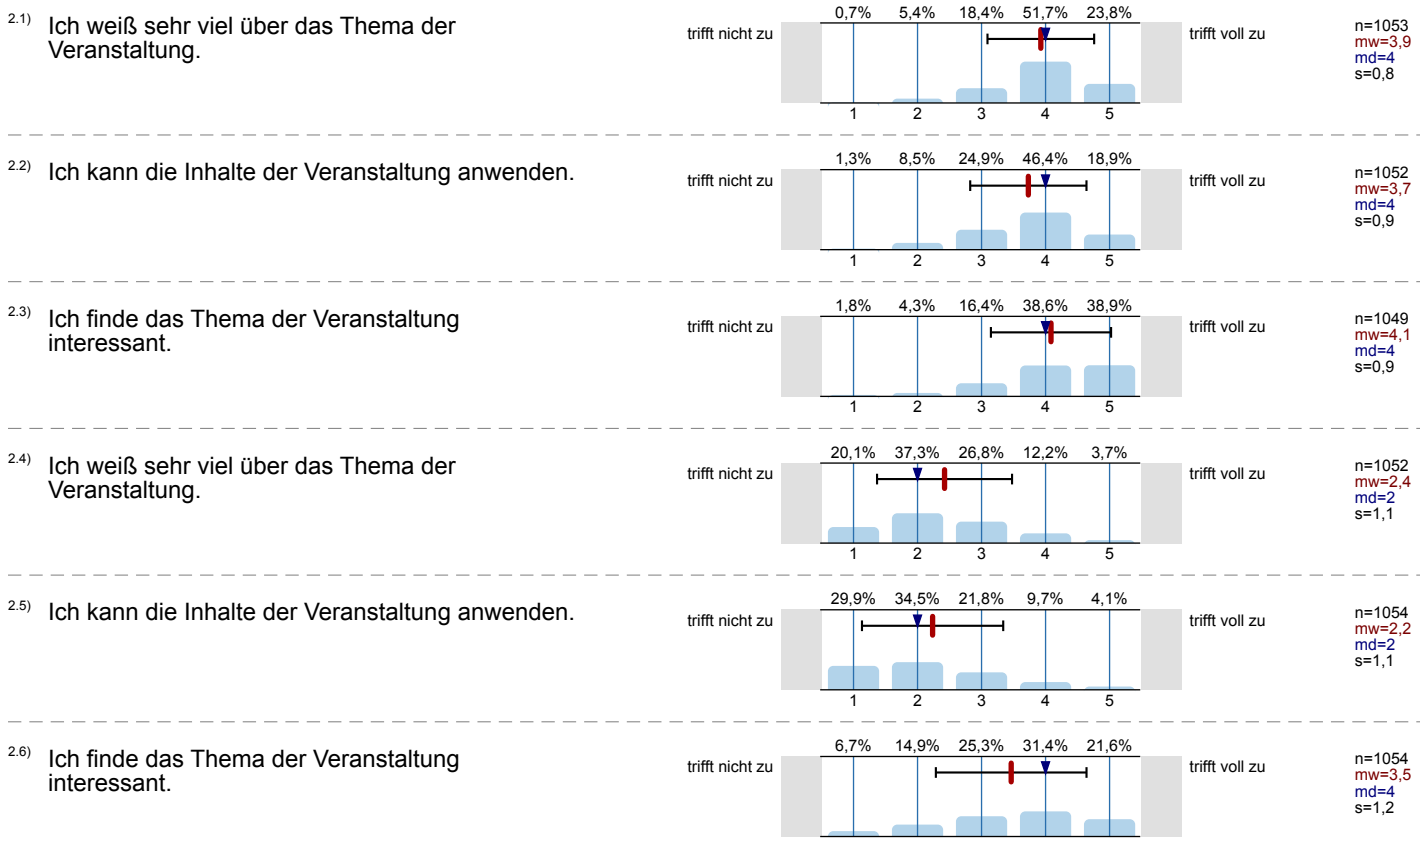 2.1) Ich weiß sehr viel über das Thema der
Veranstaltung.
trifft nicht zu
0,7% 5,4% 18,4% 51,7% 23,8%
1 2 3 4 5
trifft voll zu
n=1053
mw=3,9
md=4
s=0,8
2.2) Ich kann die Inhalte der Veranstaltung anwenden.
trifft nicht zu
1,3% 8,5% 24,9% 46,4% 18,9%
1 2 3 4 5
trifft voll zu
n=1052
mw=3,7
md=4
s=0,9
2.3) Ich finde das Thema der Veranstaltung
interessant.
trifft nicht zu
1,8% 4,3% 16,4% 38,6% 38,9%
1 2 3 4 5
trifft voll zu
n=1049
mw=4,1
md=4
s=0,9
2.4) Ich weiß sehr viel über das Thema der
Veranstaltung.
trifft nicht zu
20,1% 37,3% 26,8% 12,2% 3,7%
1 2 3 4 5
trifft voll zu
n=1052
mw=2,4
md=2
s=1,1
2.5) Ich kann die Inhalte der Veranstaltung anwenden.
trifft nicht zu
29,9% 34,5% 21,8% 9,7% 4,1%
1 2 3 4 5
trifft voll zu
n=1054
mw=2,2
md=2
s=1,1
2.6) Ich finde das Thema der Veranstaltung
interessant.
trifft nicht zu
6,7% 14,9% 25,3% 31,4% 21,6%
trifft voll zu
n=1054
mw=3,5
md=4
s=1,2